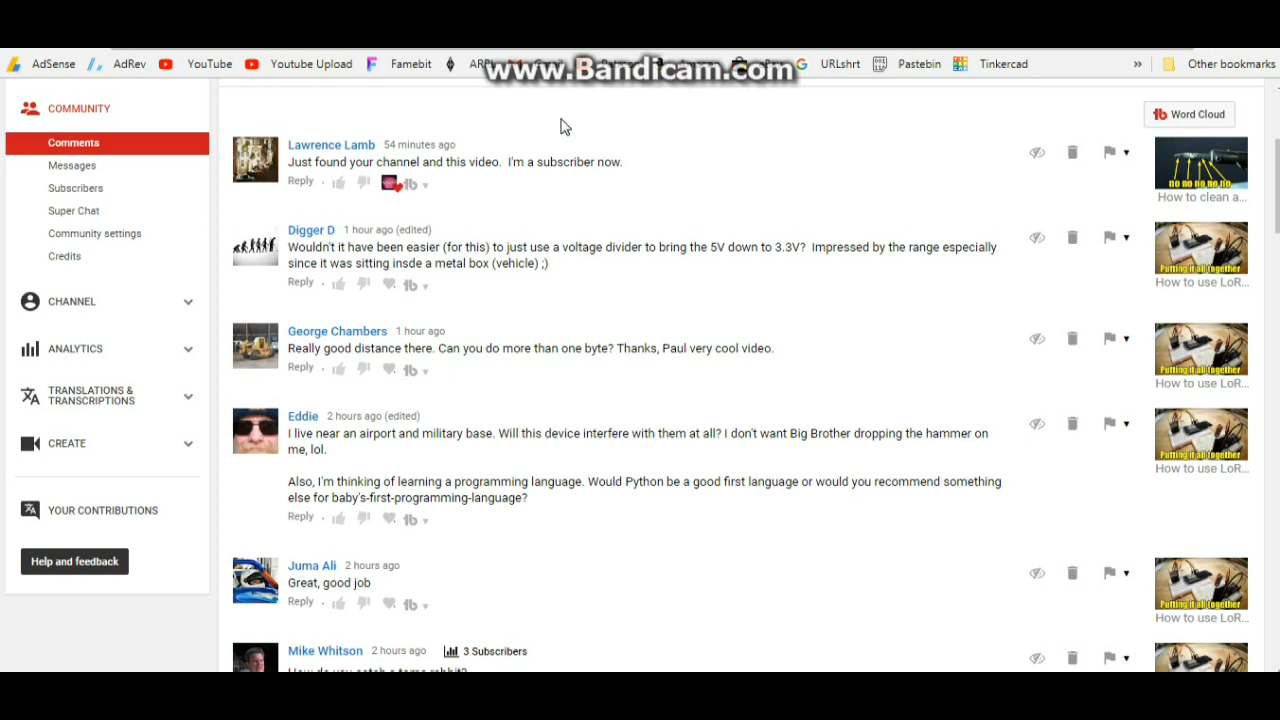 AdSense AdRev YouTube Youtube Upload Famebit www.Bandicam.com URLshrt Pastebin Tinkercad » Other bookmarks
COMMUNITY
Word Cloud
Comments
Messages
Subscribers
Super Chat
Community settings
Credits
CHANNEL
ANALYTICS
TRANSLATIONS &
TRANSCRIPTIONS
CREATE
YOUR CONTRIBUTIONS
Help and feedback
Lawrence Lamb 54 minutes ago
Just found your channel and this video. I'm a subscriber now.
Reply
no no no no no
How to clean a...
Digger D 1 hour ago (edited)
Wouldn't it have been easier (for this) to just use a voltage divider to bring the 5V down to 3.3V? Impressed by the range especially
since it was sitting insde a metal box (vehicle) ;)
Reply
Putting it all together
How to use LoR...
George Chambers 1 hour ago
Really good distance there. Can you do more than one byte? Thanks, Paul very cool video.
Reply
Putting it all together
How to use LoR...
Eddie 2 hours ago (edited)
I live near an airport and military base. Will this device interfere with them at all? I don't want Big Brother dropping the hammer on
me, lol.
Also, I'm thinking of learning a programming language. Would Python be a good first language or would you recommend something
else for baby's-first-programming-language?
Reply
Putting it all together
How to use LoR...
Juma Ali 2 hours ago
Great, good job
Reply
Putting it all together
How to use LoR...
Mike Whitson 2 hours ago 3 Subscribers